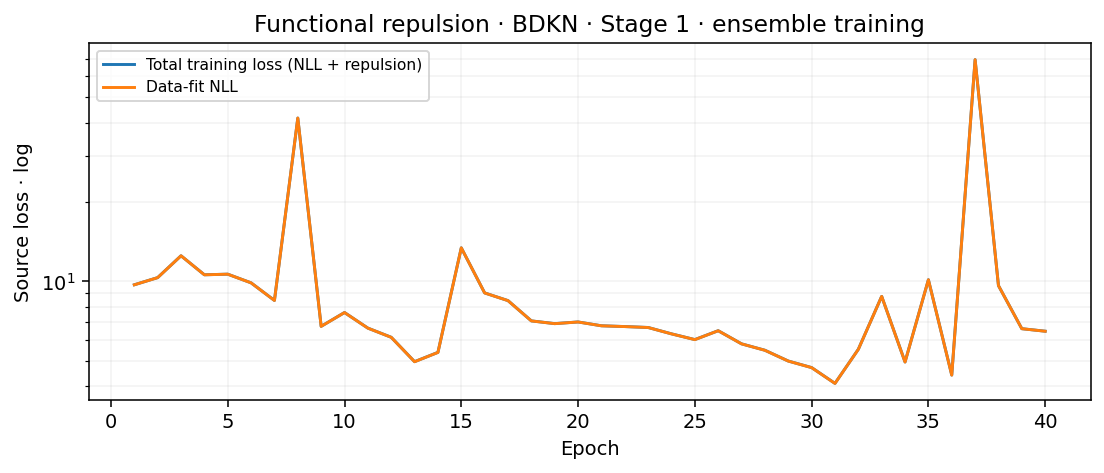 Functional repulsion · BDKN · Stage 1 · ensemble training
Total training loss (NLL + repulsion)
Data-fit NLL
Source loss · log
10¹
0 5 10 15 20 25 30 35 40
Epoch